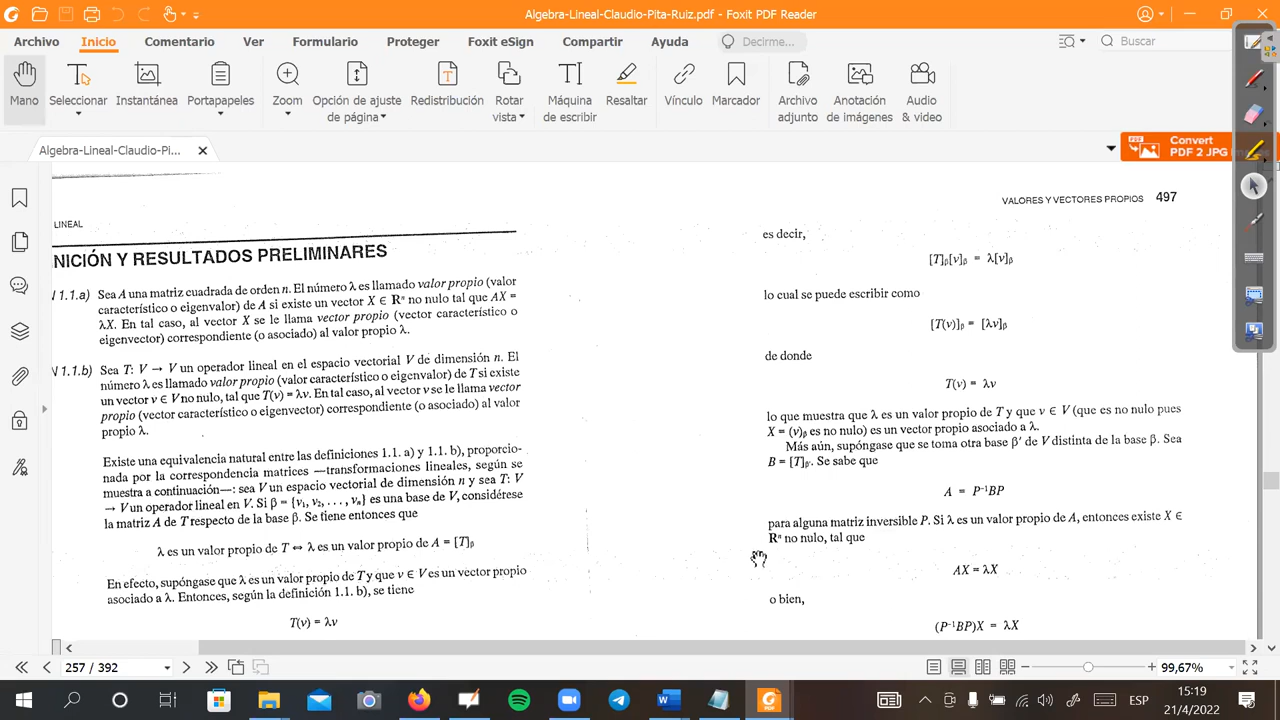 Algebra-Lineal-Claudio-Pita-Ruiz.pdf - Foxit PDF Reader
Archivo Inicio Comentario Ver Formulario Proteger Foxit eSign Compartir Ayuda Decirme... Buscar
Mano Seleccionar Instantánea Portapapeles Zoom Opción de ajuste de página Redistribución Rotar vista Máquina de escribir Resaltar Vínculo Marcador Archivo adjunto Anotación de imágenes Audio & video
Algebra-Lineal-Claudio-Pi...
Convert
PDF 2 JPG
LINEAL
NICIÓN Y RESULTADOS PRELIMINARES
1.1.a) Sea A una matriz cuadrada de orden n. El número λ es llamado valor propio (valor
característico o eigenvalor) de A si existe un vector X ∈ Rⁿ no nulo tal que AX =
λX. En tal caso, al vector X se le llama vector propio (vector característico o
eigenvector) correspondiente (o asociado) al valor propio λ.
1.1.b) Sea T: V → V un operador lineal en el espacio vectorial V de dimensión n. El
número λ es llamado valor propio (valor característico o eigenvalor) de T si existe
un vector v ∈ V no nulo, tal que T(v) = λv. En tal caso, al vector v se le llama vector
propio (vector característico o eigenvector) correspondiente (o asociado) al valor
propio λ.
Existe una equivalencia natural entre las definiciones 1.1. a) y 1.1. b), proporcio-
nada por la correspondencia matrices —transformaciones lineales, según se
muestra a continuación—: sea V un espacio vectorial de dimensión n y sea T: V
→ V un operador lineal en V. Si β = {v₁, v₂, . . . , vₙ} es una base de V, considérese
la matriz A de T respecto de la base β. Se tiene entonces que
λ es un valor propio de T ⇔ λ es un valor propio de A = [T]β
En efecto, supóngase que λ es un valor propio de T y que v ∈ V es un vector propio
asociado a λ. Entonces, según la definición 1.1. b), se tiene
T(v) = λv
VALORES Y VECTORES PROPIOS 497
es decir,
[T]β[v]β = λ[v]β
lo cual se puede escribir como
[T(v)]β = [λv]β
de donde
T(v) = λv
lo que muestra que λ es un valor propio de T y que v ∈ V (que es no nulo pues
X = (v)β es no nulo) es un vector propio asociado a λ.
Más aún, supóngase que se toma otra base β' de V distinta de la base β. Sea
B = [T]β'. Se sabe que
A = P⁻¹BP
para alguna matriz inversible P. Si λ es un valor propio de A, entonces existe X ∈
Rⁿ no nulo, tal que
AX = λX
o bien,
(P⁻¹BP)X = λX
257 / 392
99,67%
ESP
15:19
21/4/2022